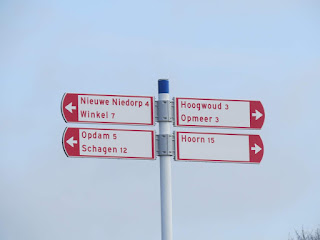 Nieuwe Niedorp 4
Winkel 7
Hoogwoud 3
Opmeer 3
Opdam 5
Schagen 12
Hoorn 15